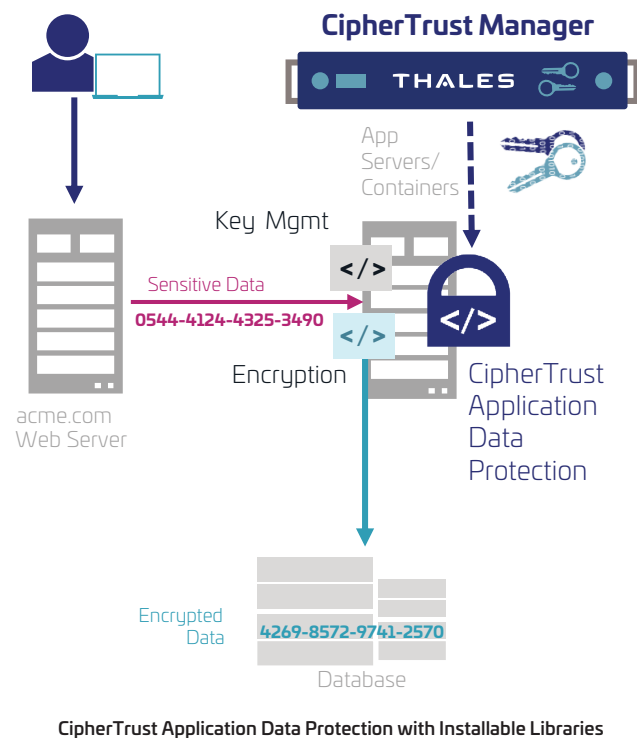 CipherTrust Manager
THALES
App
Servers/
Containers
Key Mgmt
</>
Sensitive Data
0544-4124-4325-3490
</>
</>
Encryption
CipherTrust
Application
Data
Protection
acme.com
Web Server
Encrypted
Data
4269-8572-9741-2570
Database
CipherTrust Application Data Protection with Installable Libraries